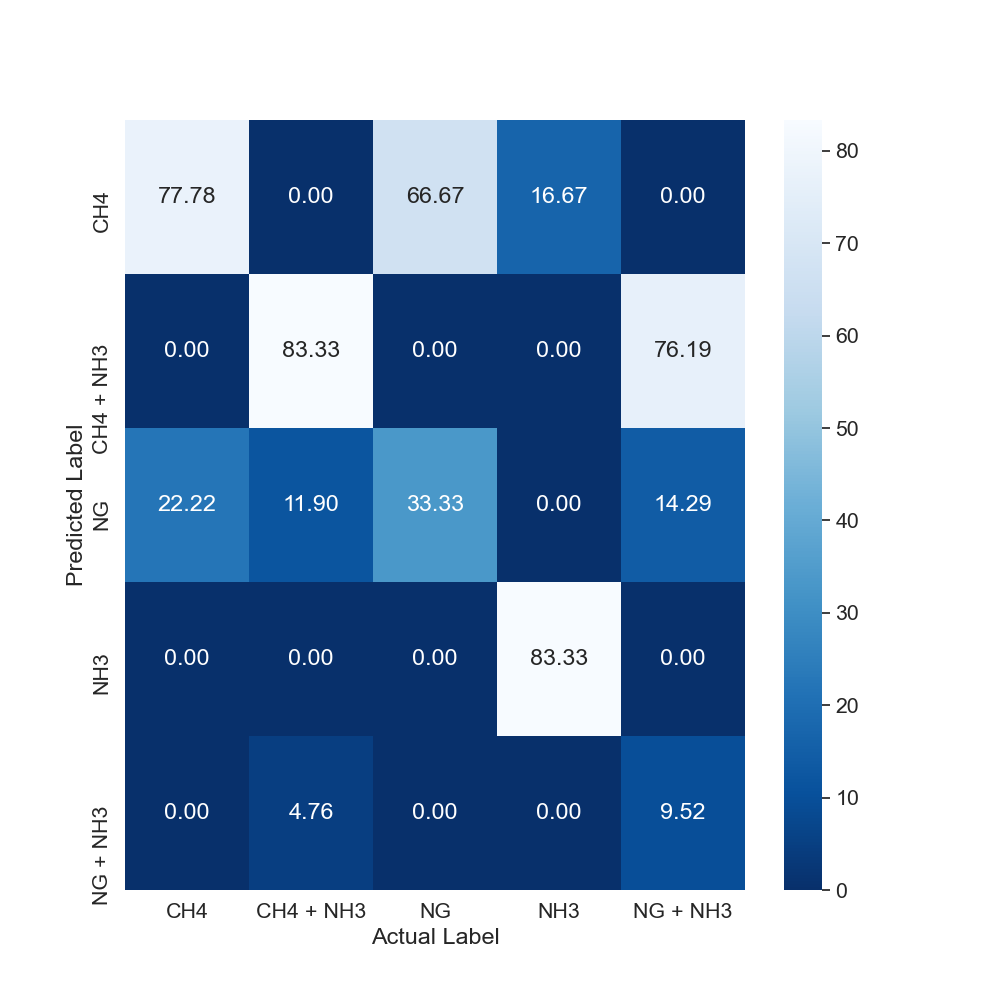 CH4 77.78 0.00 66.67 16.67 0.00
CH4 + NH3 0.00 83.33 0.00 0.00 76.19
NG 22.22 11.90 33.33 0.00 14.29
NH3 0.00 0.00 0.00 83.33 0.00
NG + NH3 0.00 4.76 0.00 0.00 9.52
Predicted Label
CH4 CH4 + NH3 NG NH3 NG + NH3
Actual Label
80
70
60
50
40
30
20
10
0